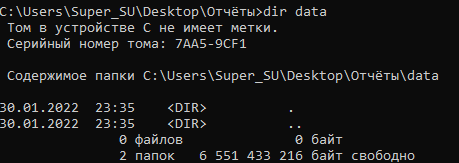 C:\Users\Super_SU\Desktop\Отчёты>dir data
Том в устройстве C не имеет метки.
Серийный номер тома: 7AA5-9CF1
Содержимое папки C:\Users\Super_SU\Desktop\Отчёты\data
30.01.2022  23:35    <DIR>          .
30.01.2022  23:35    <DIR>          ..
0 файлов              0 байт
2 папок   6 551 433 216 байт свободно